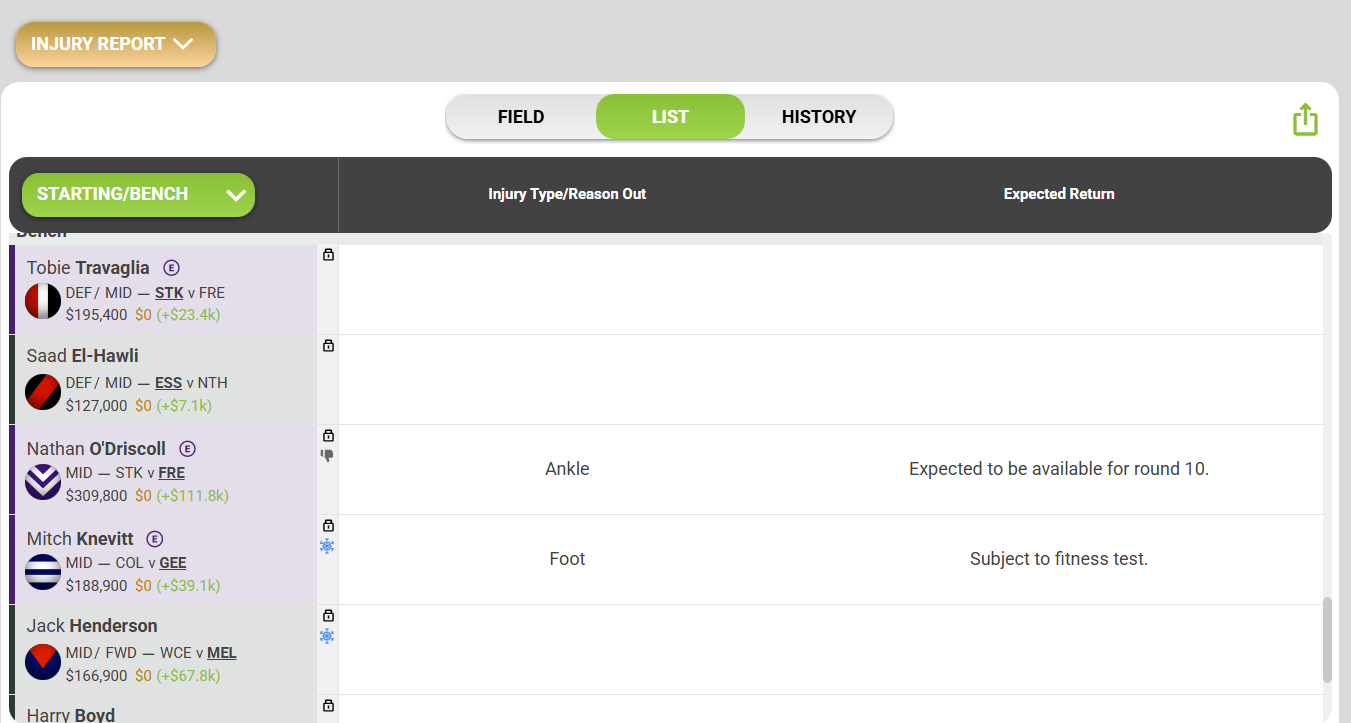 INJURY REPORT
FIELD
LIST
HISTORY
STARTING/BENCH
Injury Type/Reason Out
Expected Return
Bench
Tobie Travaglia E
DEF/ MID — STK v FRE
$195,400 $0 (+$23.4k)
Saad El-Hawli
DEF/ MID — ESS v NTH
$127,000 $0 (+$7.1k)
Nathan O'Driscoll E
MID — STK v FRE
$309,800 $0 (+$111.8k)
Ankle
Expected to be available for round 10.
Mitch Knevitt E
MID — COL v GEE
$188,900 $0 (+$39.1k)
Foot
Subject to fitness test.
Jack Henderson
MID/ FWD — WCE v MEL
$166,900 $0 (+$67.8k)
Harry Boyd